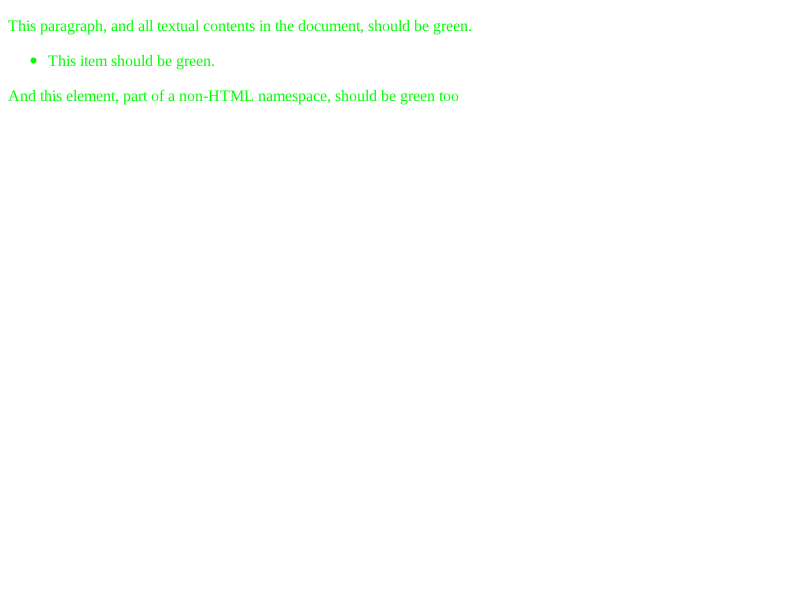 This paragraph, and all textual contents in the document, should be green.
This item should be green.
And this element, part of a non-HTML namespace, should be green too